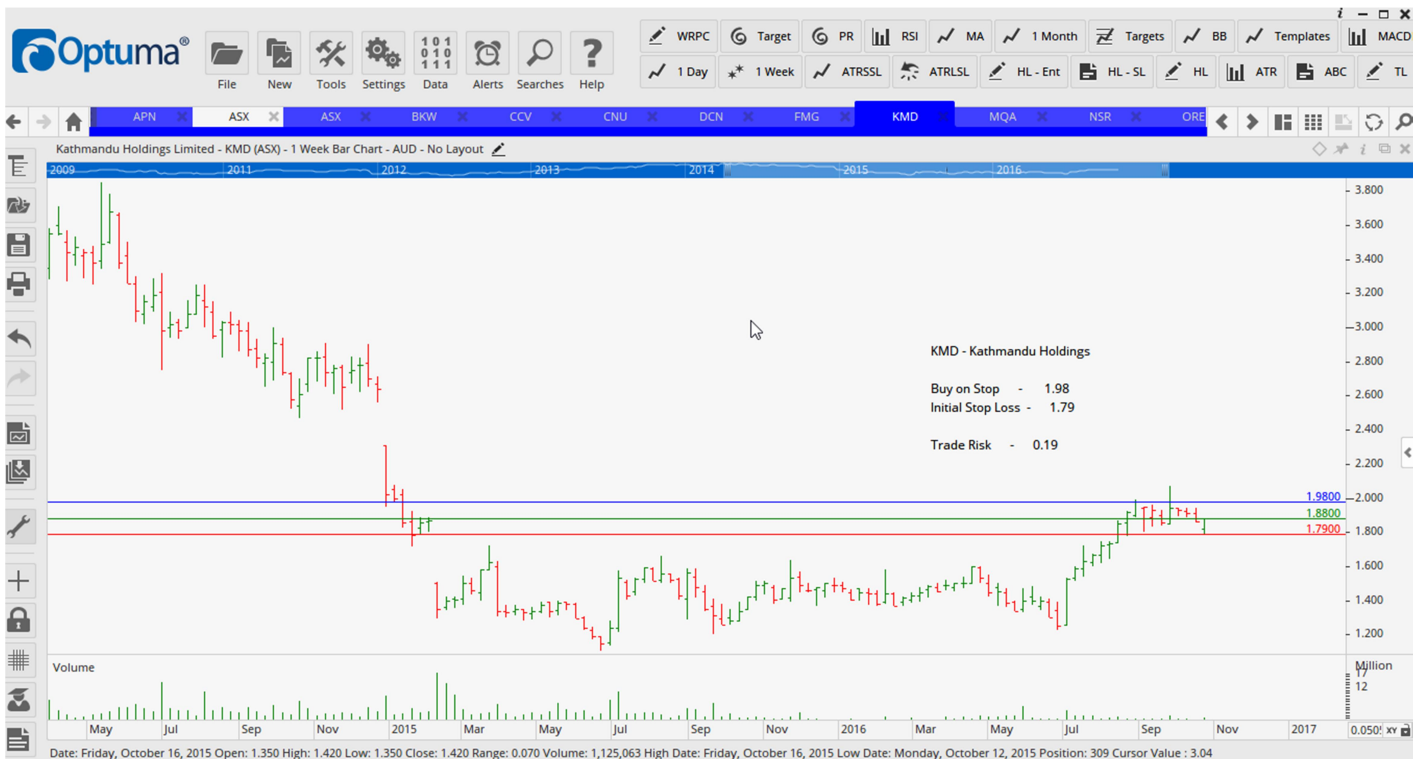 Optuma®
File New Tools Settings Data Alerts Searches Help
WRPC Target PR RSI MA 1 Month Targets BB Templates MACD
1 Day 1 Week ATRSSL ATRLSL HL - Ent HL - SL HL ATR ABC TL
APN ASX ASX BKW CCV CNU DCN FMG KMD MQA NSR ORE
Kathmandu Holdings Limited - KMD (ASX) - 1 Week Bar Chart - AUD - No Layout
2009 2011 2012 2013 2014 2015 2016
3.800
3.600
3.400
3.200
3.000
2.800
2.600
2.400
2.200
2.000
1.800
1.600
1.400
1.200
KMD - Kathmandu Holdings
Buy on Stop - 1.98
Initial Stop Loss - 1.79
Trade Risk - 0.19
1.9800
1.8800
1.7900
Volume
Million
17
12
May Jul Sep Nov 2015 Mar May Jul Sep Nov 2016 Mar May Jul Sep Nov 2017
XY
Date: Friday, October 16, 2015 Open: 1.350 High: 1.420 Low: 1.350 Close: 1.420 Range: 0.070 Volume: 1,125,063 High Date: Friday, October 16, 2015 Low Date: Monday, October 12, 2015 Position: 309 Cursor Value : 3.04